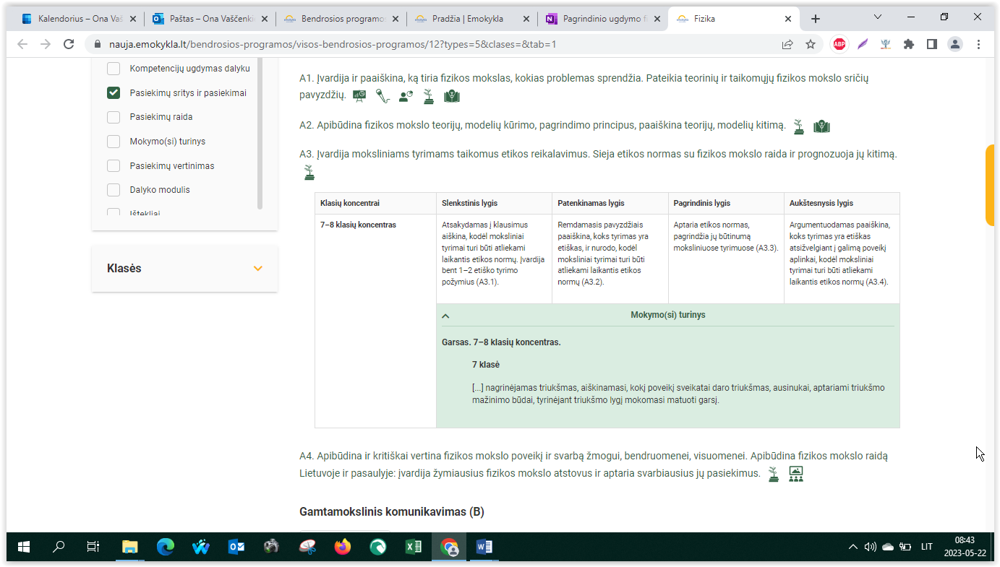 Kalendorius – Ona Vaš
Paštas – Ona Vaščenki
Bendrosios programos
Pradžia | Emokykla
Pagrindinio ugdymo f
Fizika
nauja.emokykla.lt/bendrosios-programos/visos-bendrosios-programos/12?types=5&clases=&tab=1
ABP
Kompetencijų ugdymas dalyku
Pasiekimų sritys ir pasiekimai
Pasiekimų raida
Mokymo(si) turinys
Pasiekimų vertinimas
Dalyko modulis
Ištekliai
Klasės
A1. Įvardija ir paaiškina, ką tiria fizikos mokslas, kokias problemas sprendžia. Pateikia teorinių ir taikomųjų fizikos mokslo sričių
pavyzdžių.
A2. Apibūdina fizikos mokslo teorijų, modelių kūrimo, pagrindimo principus, paaiškina teorijų, modelių kitimą.
A3. Įvardija moksliniams tyrimams taikomus etikos reikalavimus. Sieja etikos normas su fizikos mokslo raida ir prognozuoja jų kitimą.
Klasių koncentrai
Slenkstinis lygis
Patenkinamas lygis
Pagrindinis lygis
Aukštesnysis lygis
7–8 klasių koncentras
Atsakydamas į klausimus
aiškina, kodėl moksliniai
tyrimai turi būti atliekami
laikantis etikos normų. Įvardija
bent 1–2 etiško tyrimo
požymius (A3.1).
Remdamasis pavyzdžiais
paaiškina, koks tyrimas yra
etiškas, ir nurodo, kodėl
moksliniai tyrimai turi būti
atliekami laikantis etikos
normų (A3.2).
Aptaria etikos normas,
pagrindžia jų būtinumą
moksliniuose tyrimuose (A3.3).
Argumentuodamas paaiškina,
koks tyrimas yra etiškas
atsižvelgiant į galimą poveikį
aplinkai, kodėl moksliniai
tyrimai turi būti atliekami
laikantis etikos normų (A3.4).
Mokymo(si) turinys
Garsas. 7–8 klasių koncentras.
7 klasė
[...] nagrinėjamas triukšmas, aiškinamasi, kokį poveikį sveikatai daro triukšmas, ausinukai, aptariami triukšmo
mažinimo būdai, tyrinėjant triukšmo lygį mokomasi matuoti garsį.
A4. Apibūdina ir kritiškai vertina fizikos mokslo poveikį ir svarbą žmogui, bendruomenei, visuomenei. Apibūdina fizikos mokslo raidą
Lietuvoje ir pasaulyje: įvardija žymiausius fizikos mokslo atstovus ir aptaria svarbiausius jų pasiekimus.
Gamtamokslinis komunikavimas (B)
LIT
08:43
2023-05-22